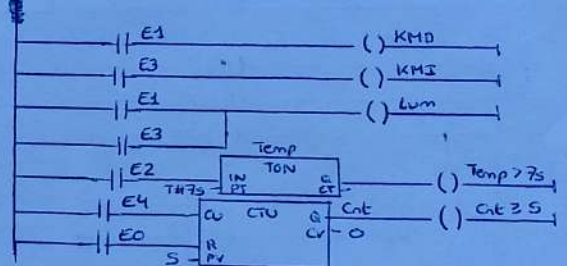 E1 KMD
E3 KMI
E1 Lum
E3
Temp
E2 IN TON Q Temp>7s
T#7s PT ET
E4 CU CTU Q Cnt Cnt≥5
CV 0
E0 R
5 PV